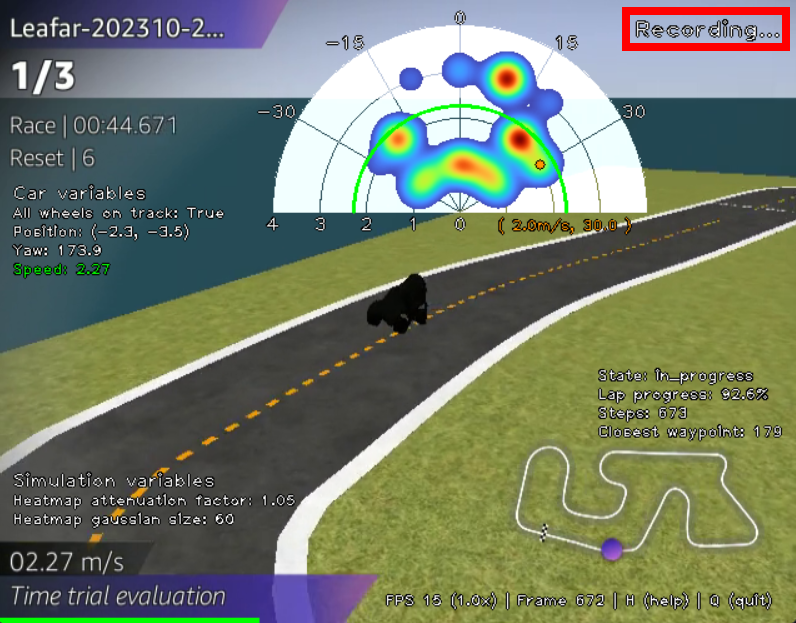 Leafar-202310-2...
Recording...
1/3
Race | 00:44.671
Reset | 6
0
-15
15
-30
30
4 3 2 1 0
( 2.0m/s, 30.0 )
Car variables
All wheels on track: True
Position: (-2.3, -3.5)
Yaw: 173.9
Speed: 2.27
State: in_progress
Lap progress: 92.6%
Steps: 673
Closest waypoint: 179
Simulation variables
Heatmap attenuation factor: 1.05
Heatmap gaussian size: 60
02.27 m/s
Time trial evaluation
FPS 15 (1.0x) | Frame 672 | H (help) | Q (quit)